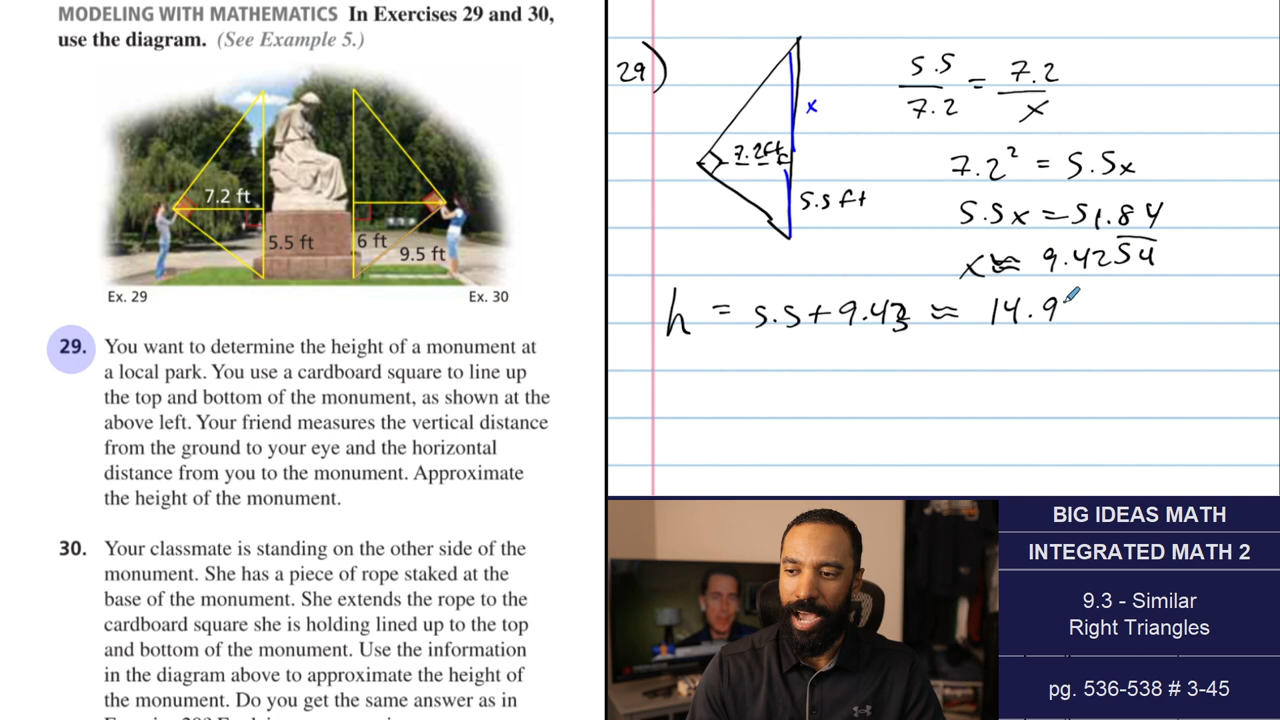 MODELING WITH MATHEMATICS In Exercises 29 and 30,
use the diagram. (See Example 5.)
7.2 ft
5.5 ft
6 ft
9.5 ft
Ex. 29
Ex. 30
29. You want to determine the height of a monument at
a local park. You use a cardboard square to line up
the top and bottom of the monument, as shown at the
above left. Your friend measures the vertical distance
from the ground to your eye and the horizontal
distance from you to the monument. Approximate
the height of the monument.
30. Your classmate is standing on the other side of the
monument. She has a piece of rope staked at the
base of the monument. She extends the rope to the
cardboard square she is holding lined up to the top
and bottom of the monument. Use the information
in the diagram above to approximate the height of
the monument. Do you get the same answer as in
29)
x
7.2ft
5.5 ft
5.5/7.2 = 7.2/x
7.2² = 5.5x
5.5x = 51.84
x ≈ 9.4254
h = 5.5 + 9.43 ≈ 14.9
BIG IDEAS MATH
INTEGRATED MATH 2
9.3 - Similar
Right Triangles
pg. 536-538 # 3-45